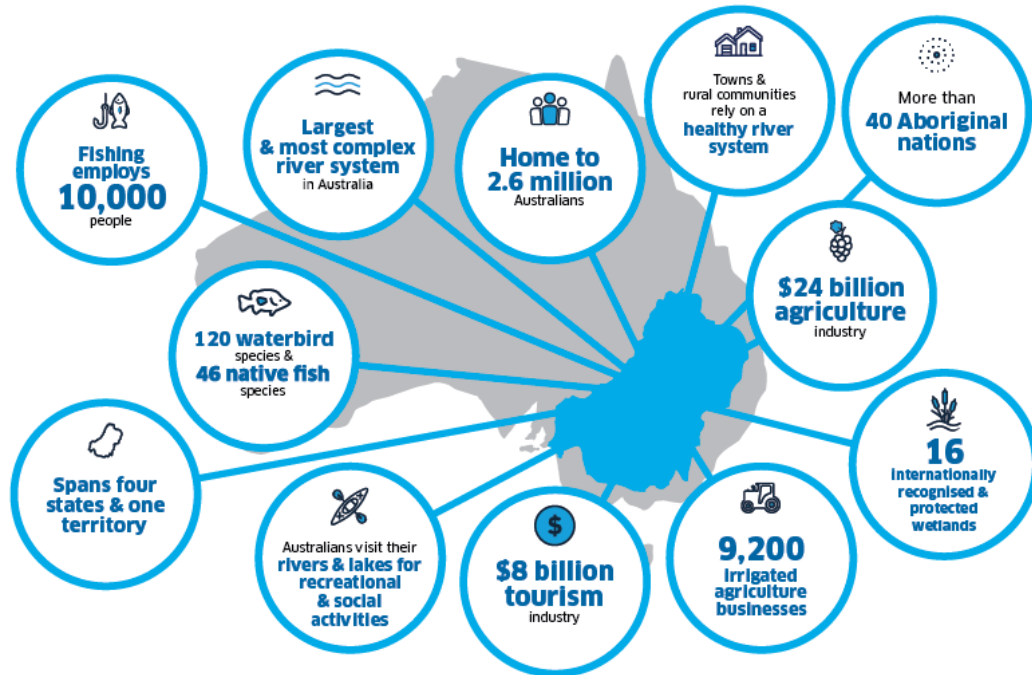 Fishing
employs
10,000
people
Largest
& most complex
river system
in Australia
Home to
2.6 million
Australians
Towns &
rural communities
rely on a
healthy river
system
More than
40 Aboriginal
nations
120 waterbird
species &
46 native fish
species
$24 billion
agriculture
industry
Spans four
states & one
territory
Australians visit their
rivers & lakes for
recreational
& social
activities
$
$8 billion
tourism
industry
9,200
irrigated
agriculture
businesses
16
internationally
recognised &
protected
wetlands